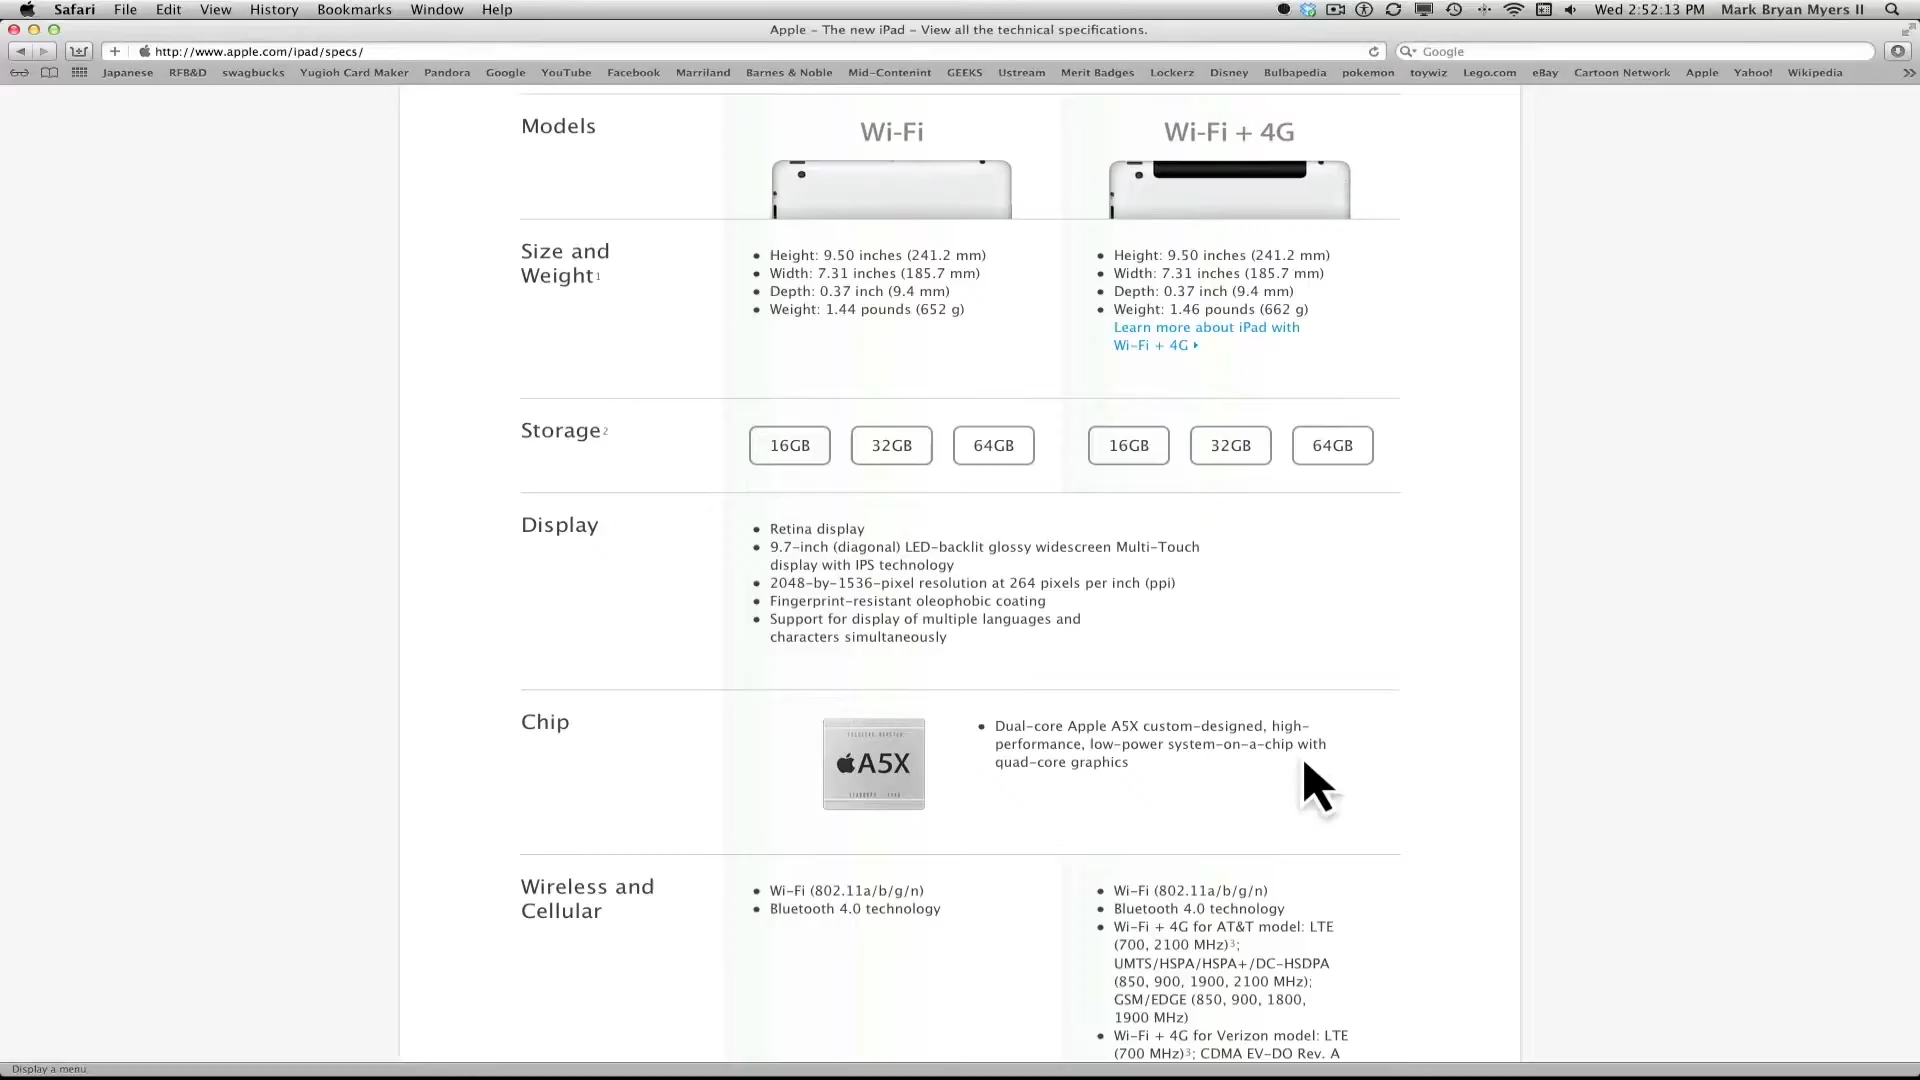 Safari File Edit View History Bookmarks Window Help Wed 2:52:13 PM Mark Bryan Myers II
Apple – The new iPad – View all the technical specifications.
http://www.apple.com/ipad/specs/ Google
Japanese RFB&D swagbucks Yugioh Card Maker Pandora Google YouTube Facebook Marriland Barnes & Noble Mid-Contenint GEEKS Ustream Merit Badges Lockerz Disney Bulbapedia pokemon toywiz Lego.com eBay Cartoon Network Apple Yahoo! Wikipedia
Models Wi-Fi Wi-Fi + 4G
Size and
Weight1
Height: 9.50 inches (241.2 mm)
Width: 7.31 inches (185.7 mm)
Depth: 0.37 inch (9.4 mm)
Weight: 1.44 pounds (652 g)
Height: 9.50 inches (241.2 mm)
Width: 7.31 inches (185.7 mm)
Depth: 0.37 inch (9.4 mm)
Weight: 1.46 pounds (662 g)
Learn more about iPad with
Wi-Fi + 4G
Storage2 16GB 32GB 64GB 16GB 32GB 64GB
Display
Retina display
9.7-inch (diagonal) LED-backlit glossy widescreen Multi-Touch
display with IPS technology
2048-by-1536-pixel resolution at 264 pixels per inch (ppi)
Fingerprint-resistant oleophobic coating
Support for display of multiple languages and
characters simultaneously
Chip
A5X
Dual-core Apple A5X custom-designed, high-
performance, low-power system-on-a-chip with
quad-core graphics
Wireless and
Cellular
Wi-Fi (802.11a/b/g/n)
Bluetooth 4.0 technology
Wi-Fi (802.11a/b/g/n)
Bluetooth 4.0 technology
Wi-Fi + 4G for AT&T model: LTE
(700, 2100 MHz)3;
UMTS/HSPA/HSPA+/DC-HSDPA
(850, 900, 1900, 2100 MHz);
GSM/EDGE (850, 900, 1800,
1900 MHz)
Wi-Fi + 4G for Verizon model: LTE
(700 MHz)3; CDMA EV-DO Rev. A
Display a menu